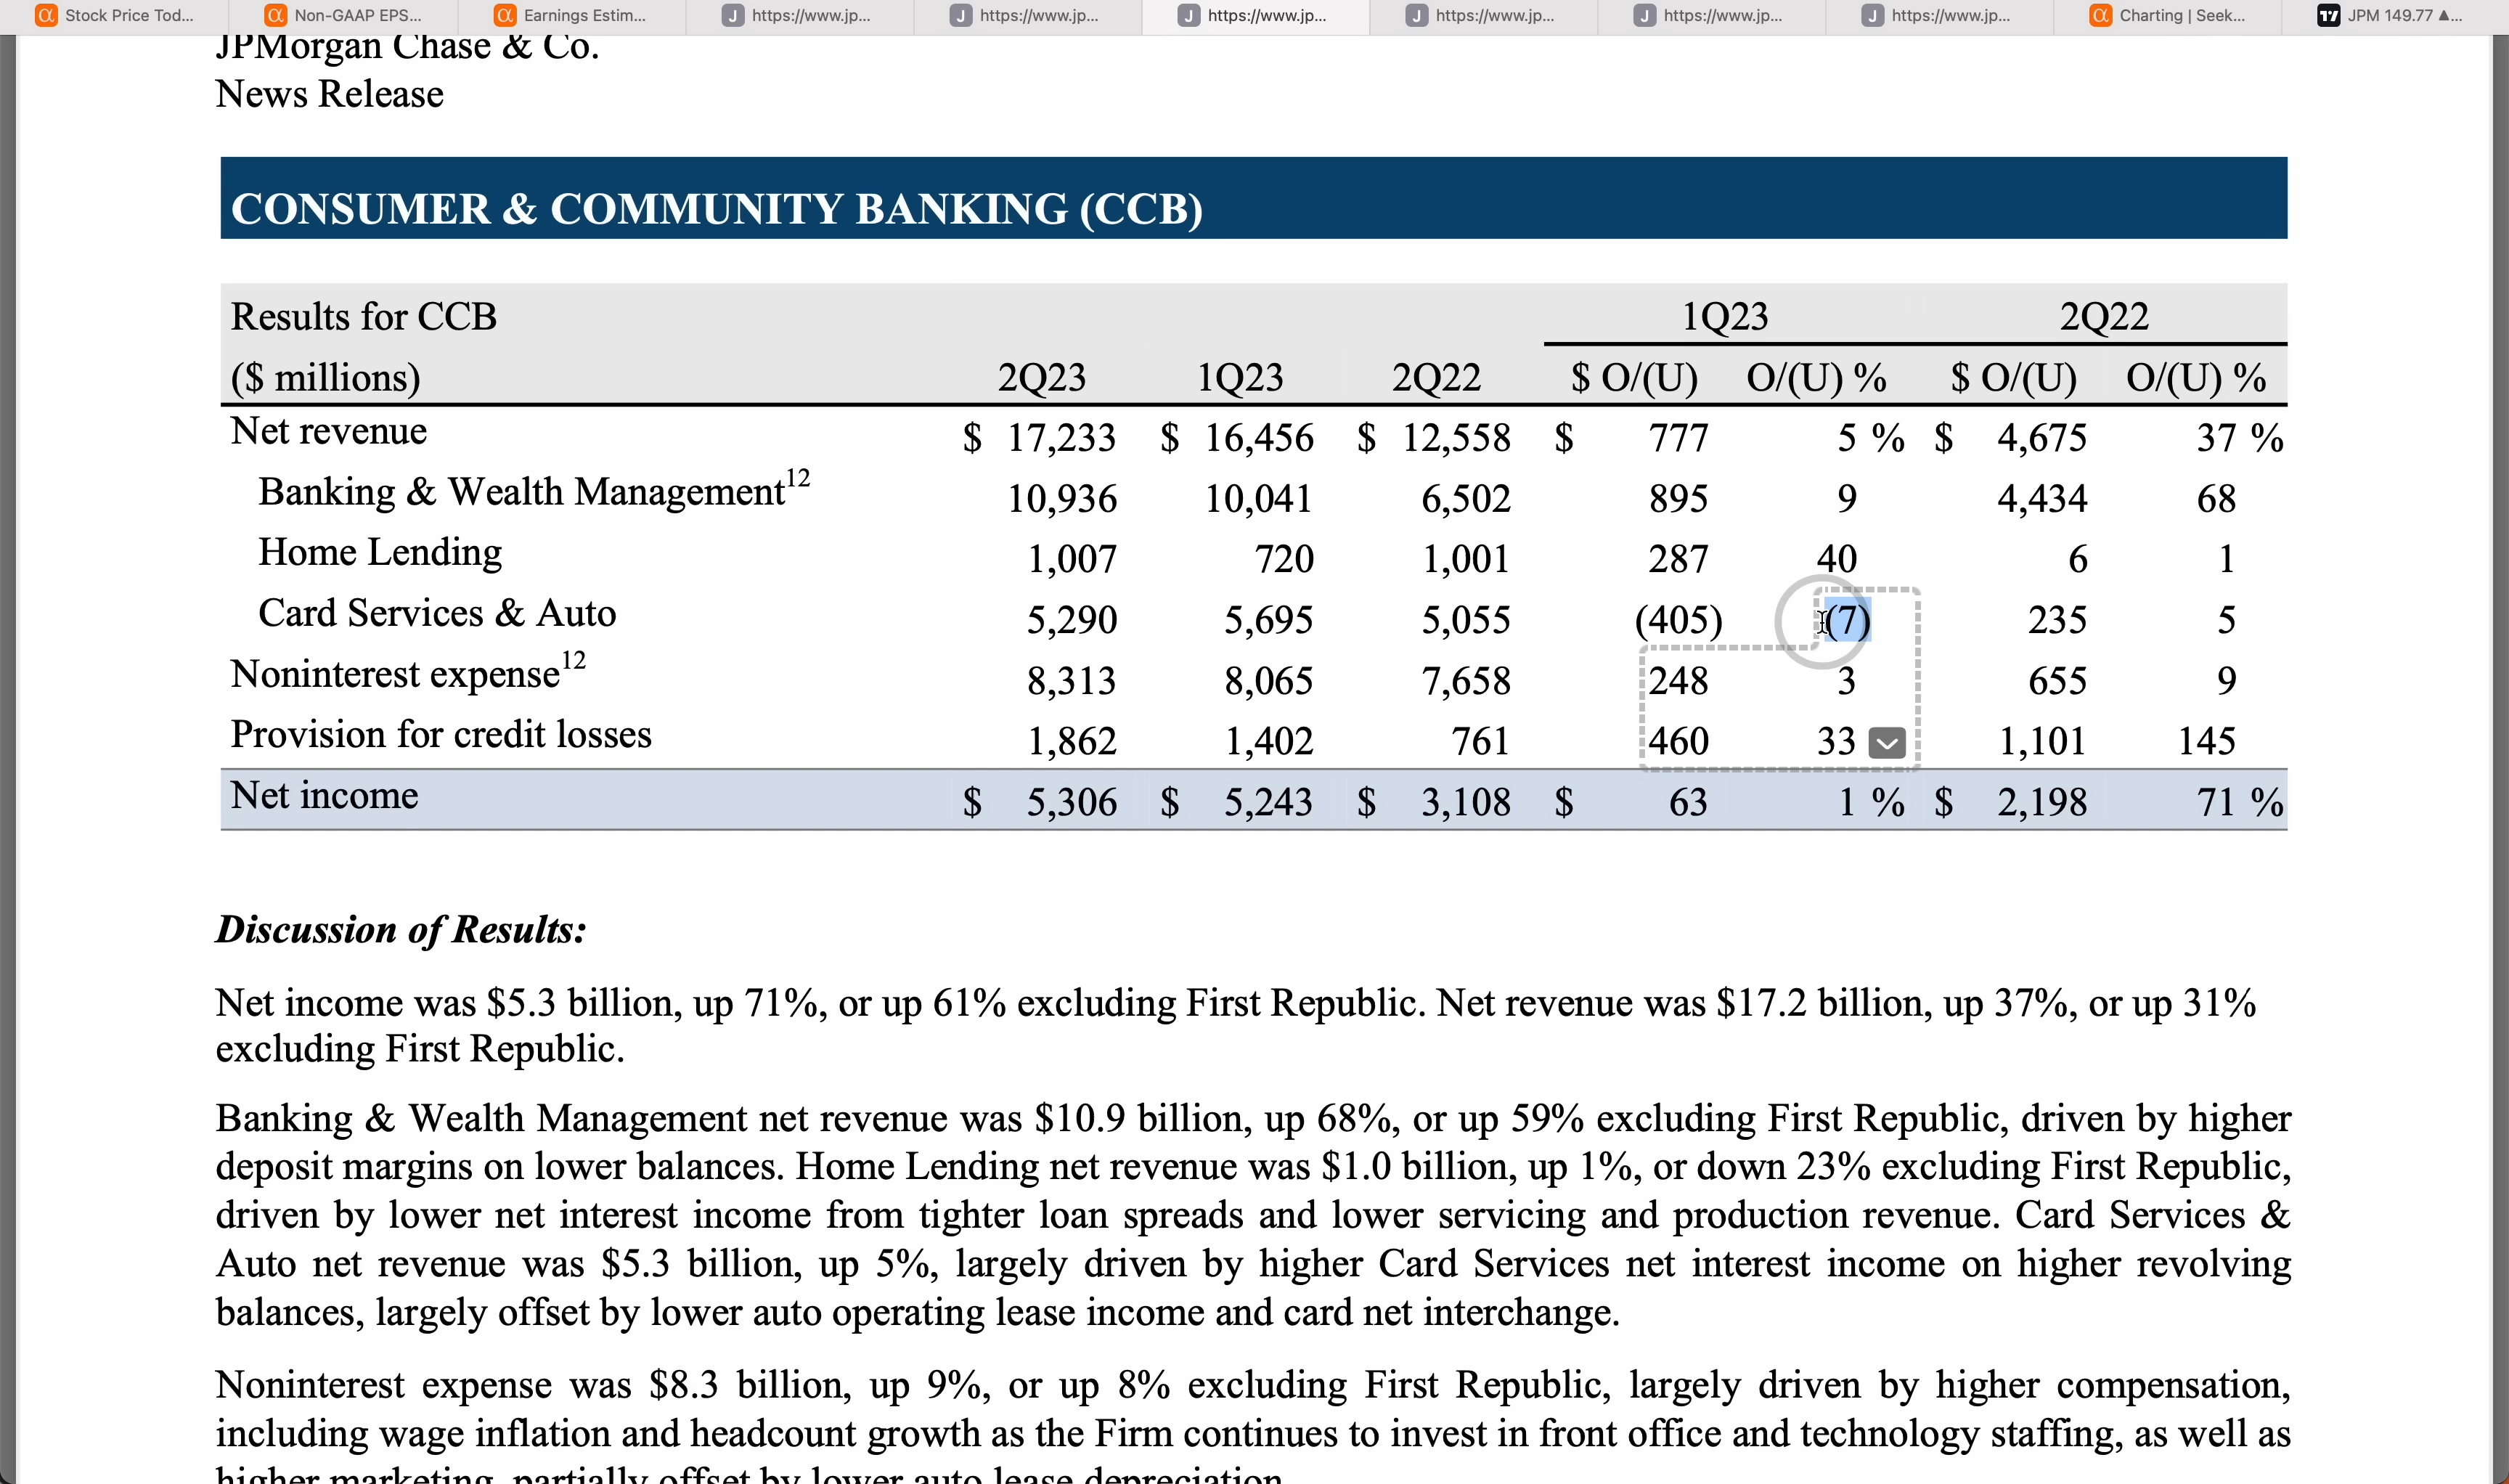 Stock Price Tod...
Non-GAAP EPS...
Earnings Estim...
J https://www.jp...
J https://www.jp...
J https://www.jp...
J https://www.jp...
J https://www.jp...
J https://www.jp...
Charting | Seek...
JPM 149.77 ▲...
JPMorgan Chase & Co.
News Release
CONSUMER & COMMUNITY BANKING (CCB)
Results for CCB 1Q23 2Q22
($ millions) 2Q23 1Q23 2Q22 $ O/(U) O/(U) % $ O/(U) O/(U) %
Net revenue $ 17,233 $ 16,456 $ 12,558 $ 777 5 % $ 4,675 37 %
Banking & Wealth Management12 10,936 10,041 6,502 895 9 4,434 68
Home Lending 1,007 720 1,001 287 40 6 1
Card Services & Auto 5,290 5,695 5,055 (405) (7) 235 5
Noninterest expense12 8,313 8,065 7,658 248 3 655 9
Provision for credit losses 1,862 1,402 761 460 33 1,101 145
Net income $ 5,306 $ 5,243 $ 3,108 $ 63 1 % $ 2,198 71 %
Discussion of Results:
Net income was $5.3 billion, up 71%, or up 61% excluding First Republic. Net revenue was $17.2 billion, up 37%, or up 31%
excluding First Republic.
Banking & Wealth Management net revenue was $10.9 billion, up 68%, or up 59% excluding First Republic, driven by higher
deposit margins on lower balances. Home Lending net revenue was $1.0 billion, up 1%, or down 23% excluding First Republic,
driven by lower net interest income from tighter loan spreads and lower servicing and production revenue. Card Services &
Auto net revenue was $5.3 billion, up 5%, largely driven by higher Card Services net interest income on higher revolving
balances, largely offset by lower auto operating lease income and card net interchange.
Noninterest expense was $8.3 billion, up 9%, or up 8% excluding First Republic, largely driven by higher compensation,
including wage inflation and headcount growth as the Firm continues to invest in front office and technology staffing, as well as
higher marketing, partially offset by lower auto lease depreciation.